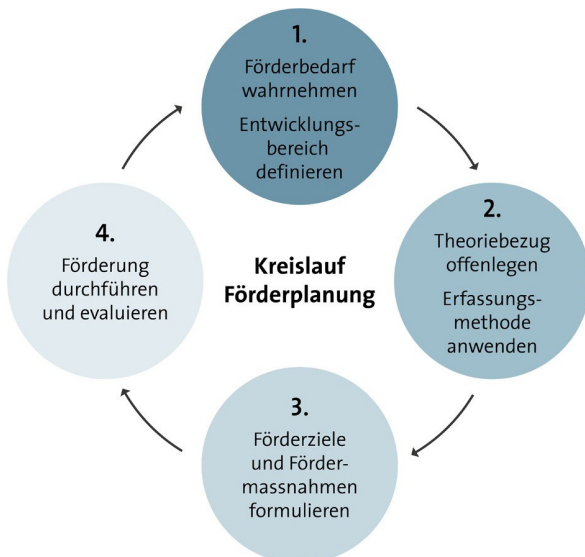 1.
Förderbedarf
wahrnehmen
Entwicklungs-
bereich
definieren
2.
Theoriebezug
offenlegen
Erfassungs-
methode
anwenden
3.
Förderziele
und Förder-
massnahmen
formulieren
4.
Förderung
durchführen
und evaluieren
Kreislauf
Förderplanung